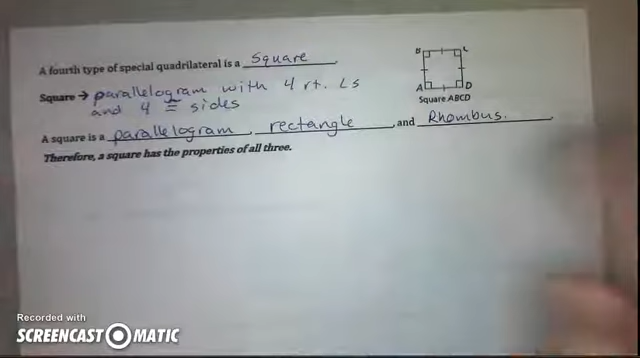 A fourth type of special quadrilateral is a square
Square → parallelogram with 4 rt. ∠s
and 4 ≅ sides
B C
A D
Square ABCD
A square is a parallelogram, rectangle, and Rhombus.
Therefore, a square has the properties of all three.
Recorded with
SCREENCAST-O-MATIC